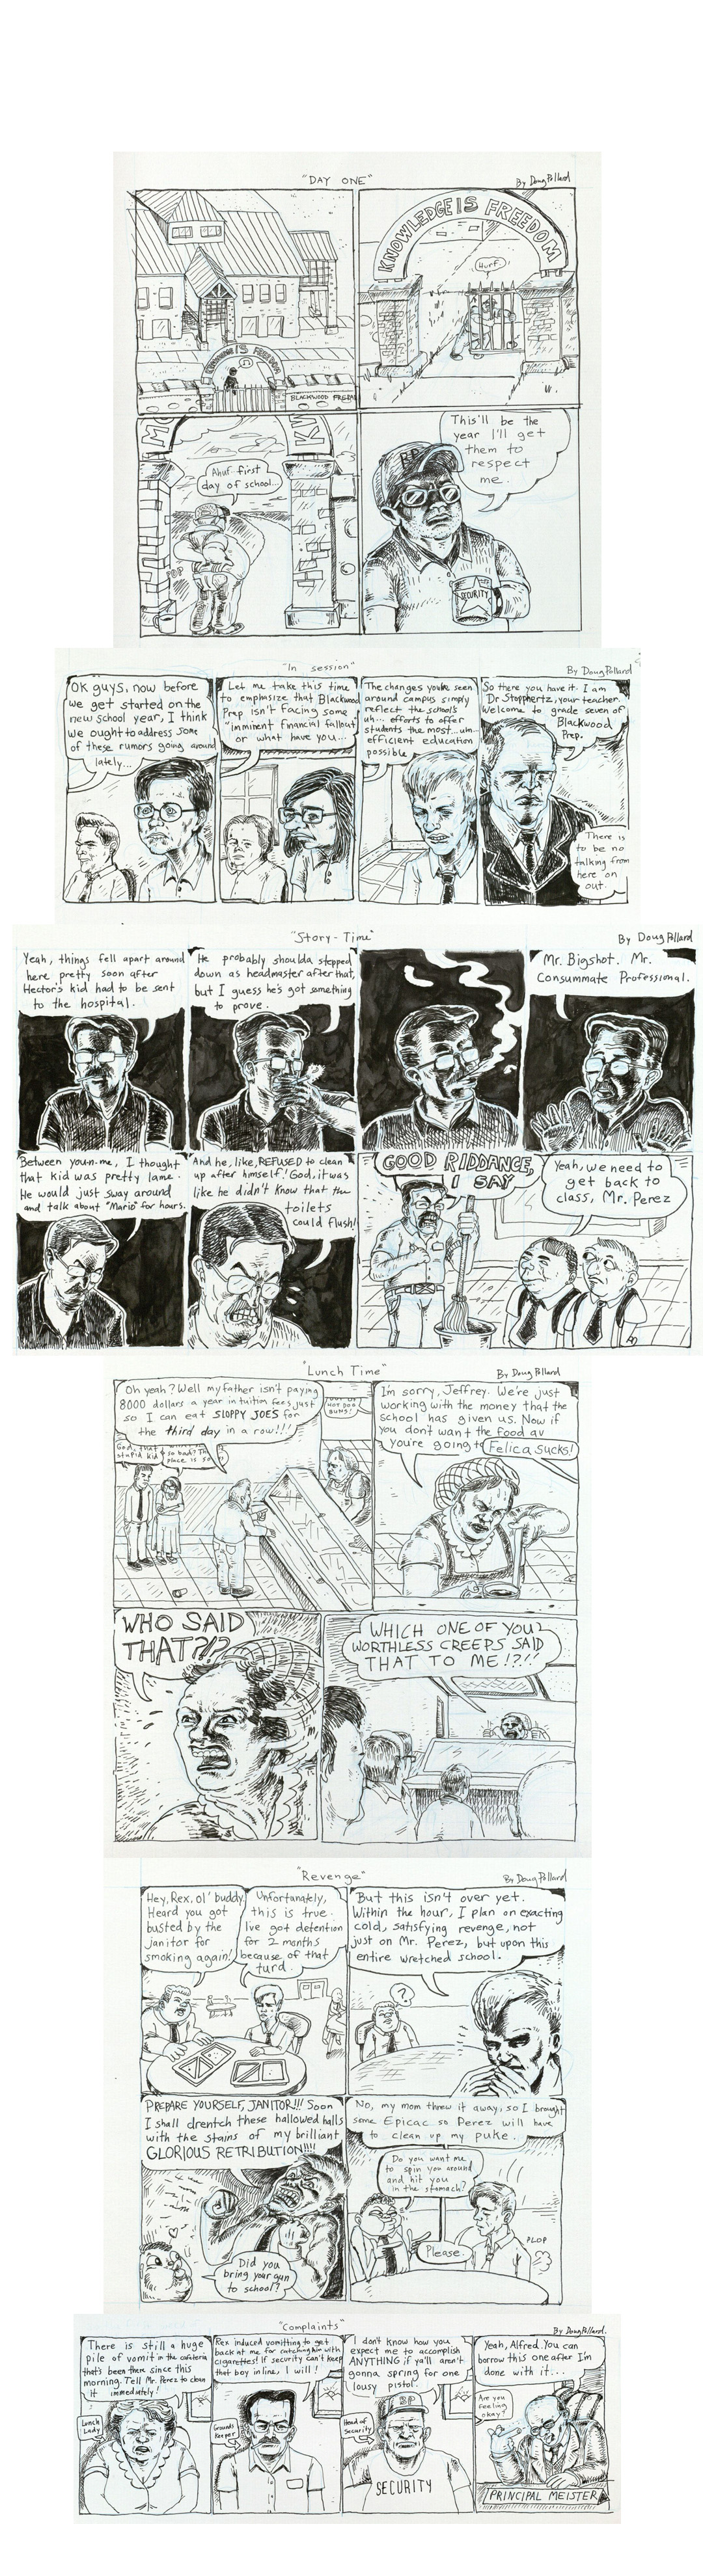 "DAY ONE"
By Doug Pollard
KNOWLEDGE IS FREEDOM
BLACKWOOD PREPAR
KNOWLEDGE IS FREEDOM
Hurf.
Ahuf first
day of school...
POP
This'll be the
year I'll get
them to
respect
me.
BP
SECURITY
"In session"
By Doug Pollard
OK guys, now before
we get started on the
new school year, I think
we ought to address some
of these rumors going around
lately...
Let me take this time
to emphasize that Blackwood
Prep isn't facing some
"imminent financial fallout"
or what have you...
The changes you've seen
around campus simply
reflect the school's
uh... efforts to offer
students the most...um...
efficient education
possible
So there you have it. I am
Dr Stopphertz, your teacher.
Welcome to grade seven of
Blackwood
Prep.
There is
to be no
talking from
here on
out.
"Story-Time"
By Doug Pollard
Yeah, things fell apart around
here pretty soon after
Hector's kid had to be sent
to the hospital.
He probably shoulda stepped
down as headmaster after that,
but I guess he's got something
to prove.
Mr. Bigshot. Mr.
Consummate Professional.
Between you-n-me, I thought
that kid was pretty lame.
He would just sway around
and talk about "Mario" for hours.
And he, like, REFUSED to clean
up after himself! God, it was
like he didn't know that the
toilets
could flush!
GOOD RIDDANCE,
I SAY
Yeah, we need to
get back to
class, Mr. Perez
"Lunch Time"
By Doug Pollard
Oh yeah? Well my father isn't paying
8000 dollars a year in tuition fees just
so I can eat SLOPPY JOES for
the third day in a row!!!
HOT DOG
BUNS!
stupid kid
so bad? The
place is so
I'm sorry, Jeffrey. We're just
working with the money that the
school has given us. Now if
you don't want the food av
you're going to
Felica sucks!
WHO SAID
THAT?!?
WHICH ONE OF YOU
WORTHLESS CREEPS SAID
THAT TO ME!?!!
"Revenge"
By Doug Pollard
Hey, Rex, ol' buddy.
Heard you got
busted by the
janitor for
smoking again!
Unfortunately,
this is true.
Ive got detention
for 2 months
because of that
turd.
But this isn't over yet.
Within the hour, I plan on exacting
cold, satisfying revenge, not
just on Mr. Perez, but upon this
entire wretched school.
?
PREPARE YOURSELF, JANITOR!!! Soon
I shall drentch these hallowed halls
with the stains of my brilliant
GLORIOUS RETRIBUTION!!!!
Did you
bring your gun
to school?
No, my mom threw it away, so I brought
some Epicac so Perez will have
to clean up my puke.
Do you want me
to spin you around
and hit you
in the stomach?
Please.
PLOP
"Complaints"
By Doug Pollard.
There is still a huge
pile of vomit in the cafeteria
that's been there since this
morning. Tell Mr. Perez to clean
it immediately!
Lunch
Lady
Rex induced vomitting to get
back at me for catching him with
cigarettes! If security can't keep
that boy in line, I will!
Grounds
Keeper
I don't know how you
expect me to accomplish
ANYTHING if ya'll aren't
gonna spring for one
lousy pistol.
Head of
Security
BP
SECURITY
Yeah, Alfred. You can
borrow this one after I'm
done with it...
Are you
feeling
okay?
PRINCIPAL MEISTER